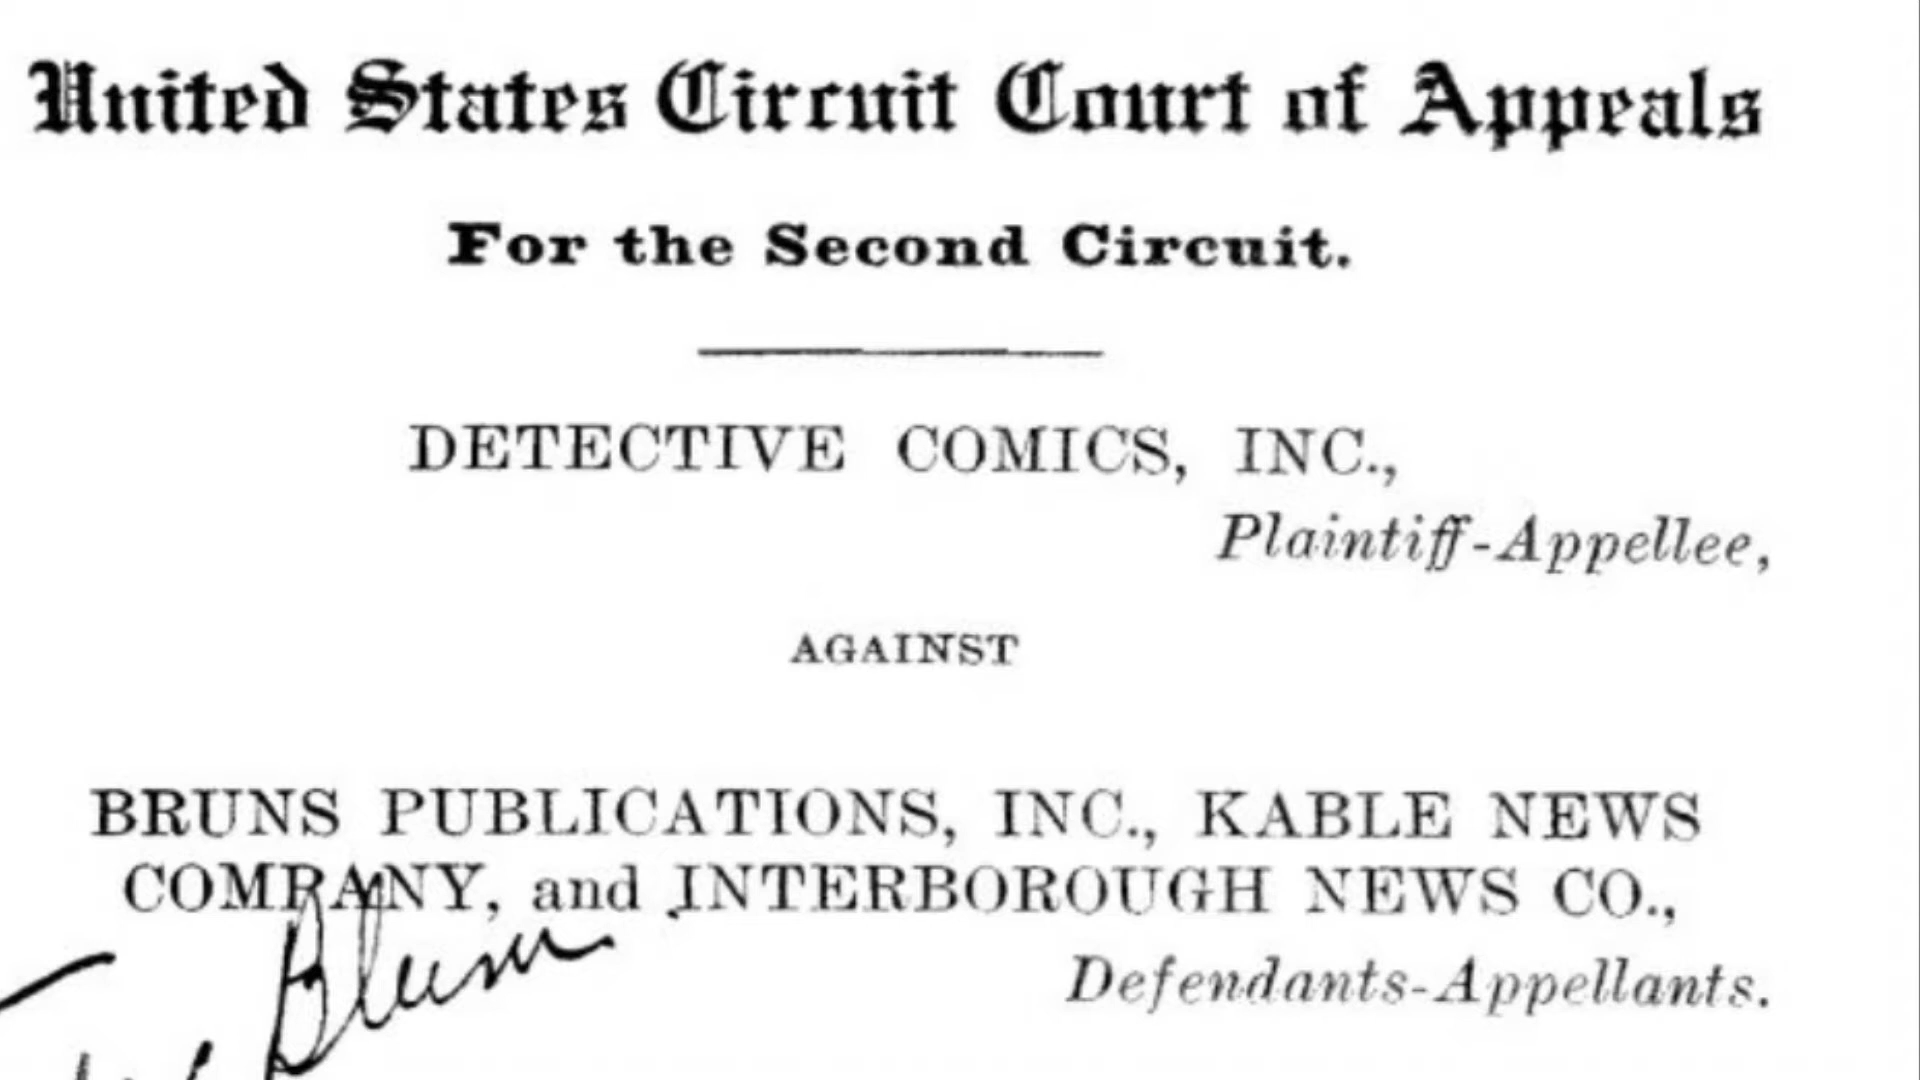 United States Circuit Court of Appeals
For the Second Circuit.
DETECTIVE COMICS, INC.,
Plaintiff-Appellee,
AGAINST
BRUNS PUBLICATIONS, INC., KABLE NEWS
COMPANY, and INTERBOROUGH NEWS CO.,
Blum
Defendants-Appellants.